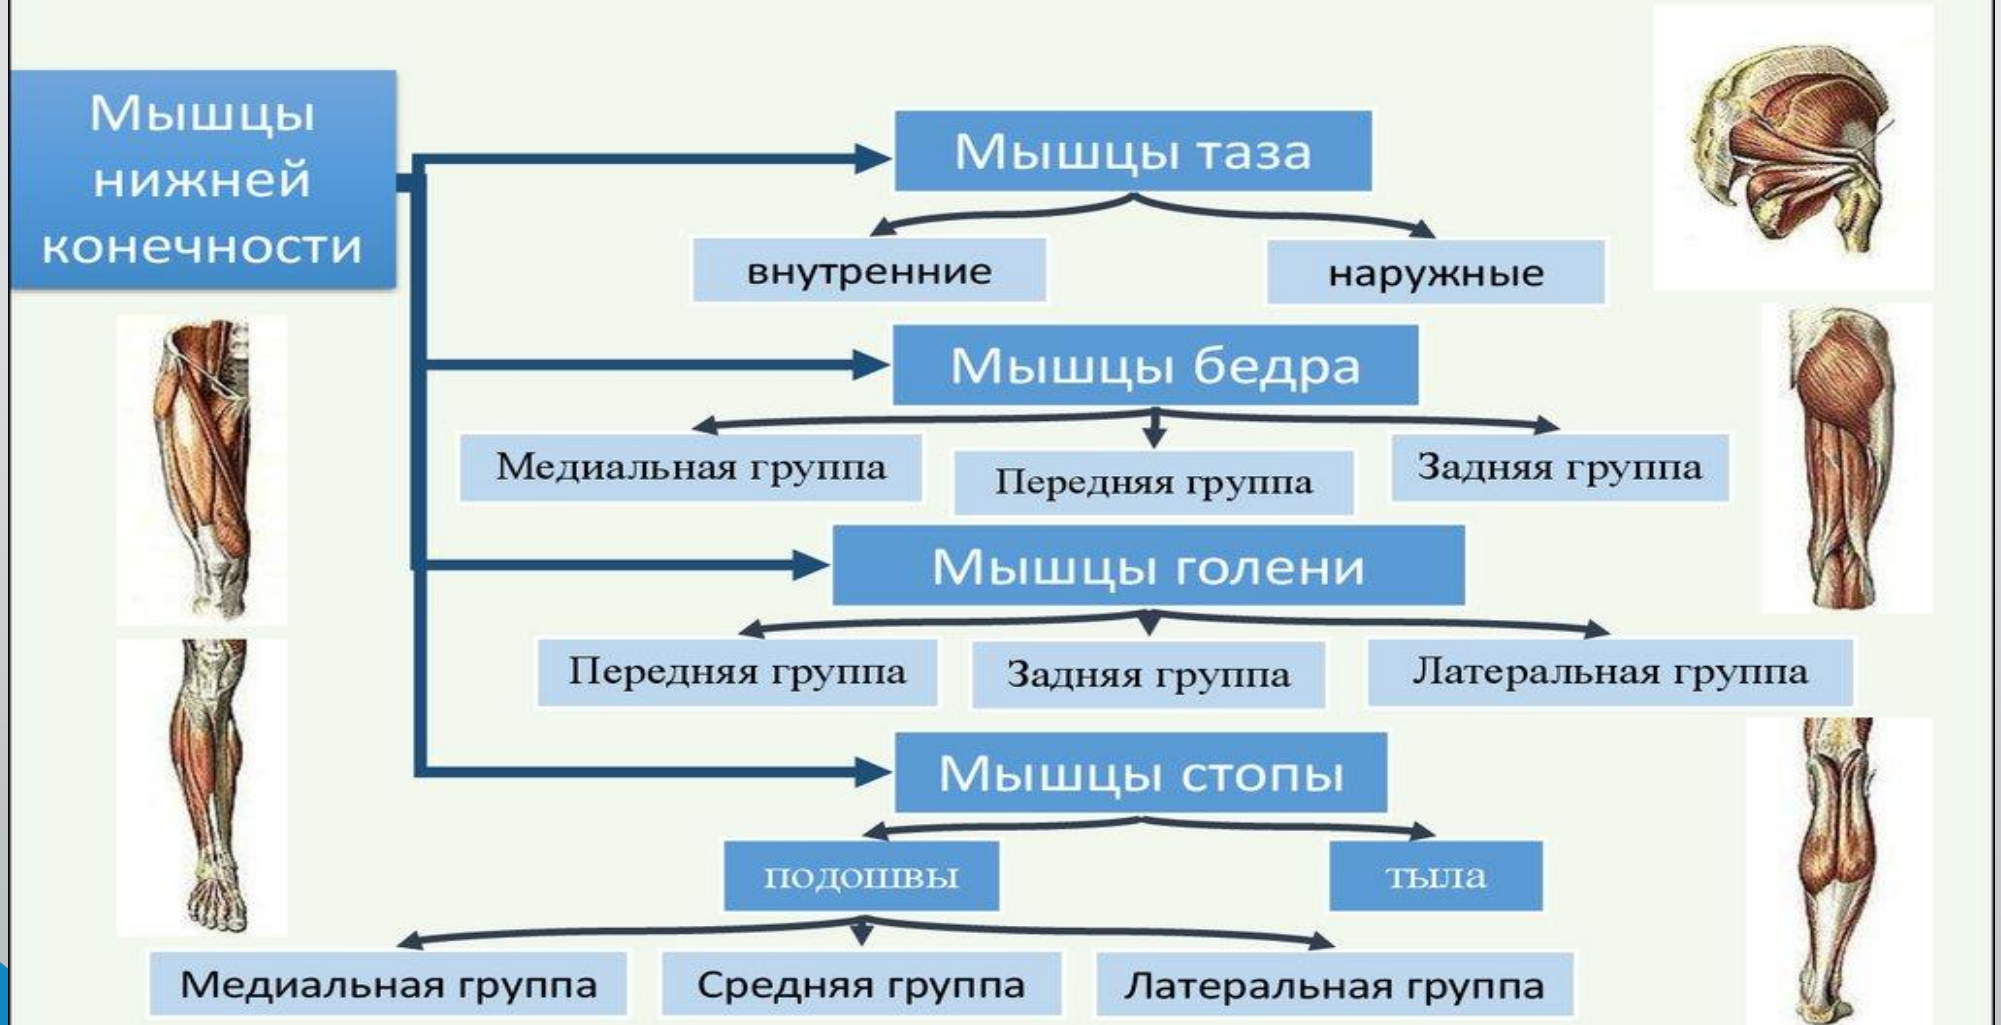 Мышцы
нижней
конечности
Мышцы таза
внутренние
наружные
Мышцы бедра
Медиальная группа
Передняя группа
Задняя группа
Мышцы голени
Передняя группа
Задняя группа
Латеральная группа
Мышцы стопы
подошвы
тыла
Медиальная группа
Средняя группа
Латеральная группа